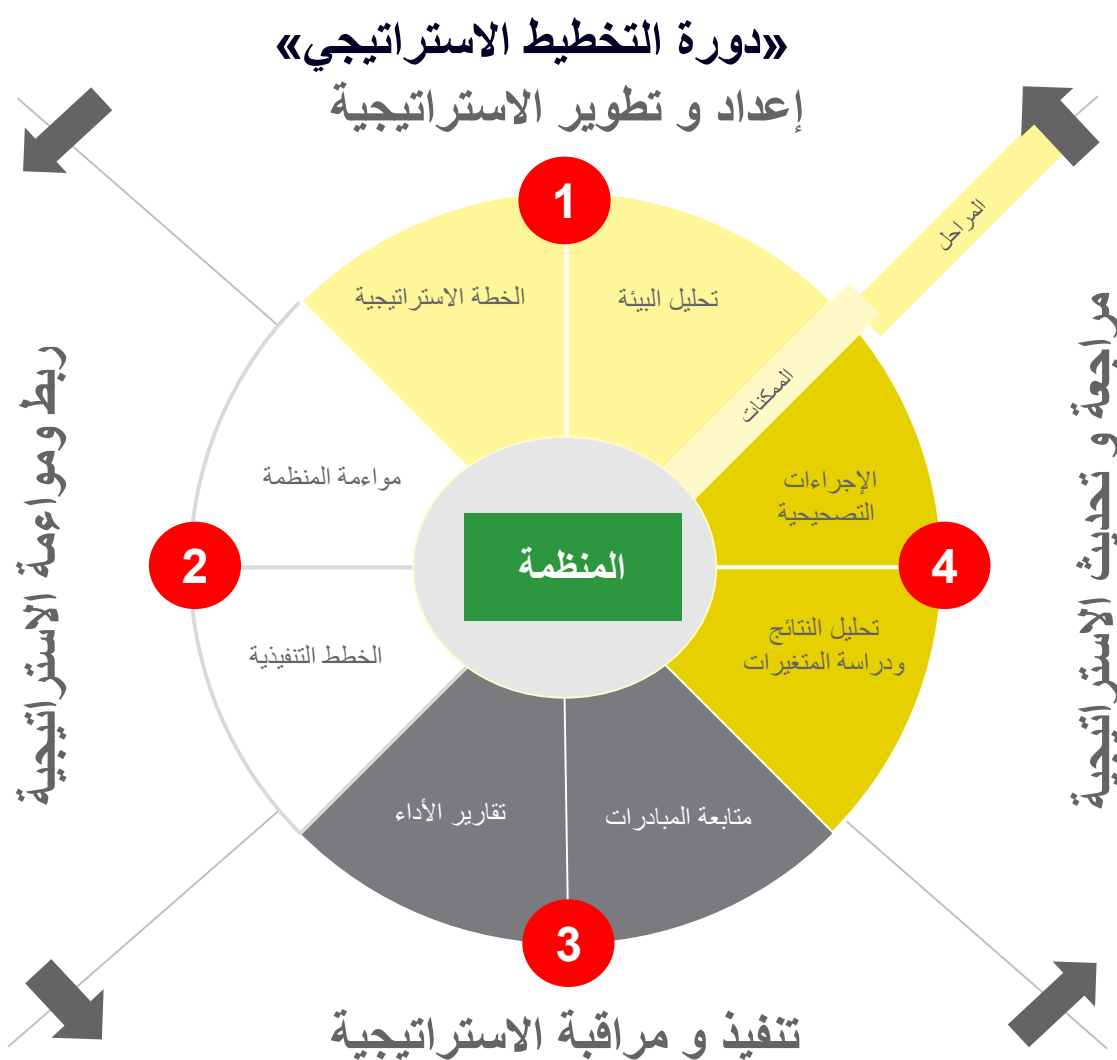 «دورة التخطيط الاستراتيجي»
إعداد و تطوير الاستراتيجية
1
المراحل
الممكنات
تحليل البيئة
الخطة الاستراتيجية
ربط ومواءمة الاستراتيجية
2
مواءمة المنظمة
الخطط التنفيذية
المنظمة
تنفيذ و مراقبة الاستراتيجية
3
تقارير الأداء
متابعة المبادرات
مراجعة و تحديث الاستراتيجية
4
تحليل النتائج
ودراسة المتغيرات
الإجراءات
التصحيحية